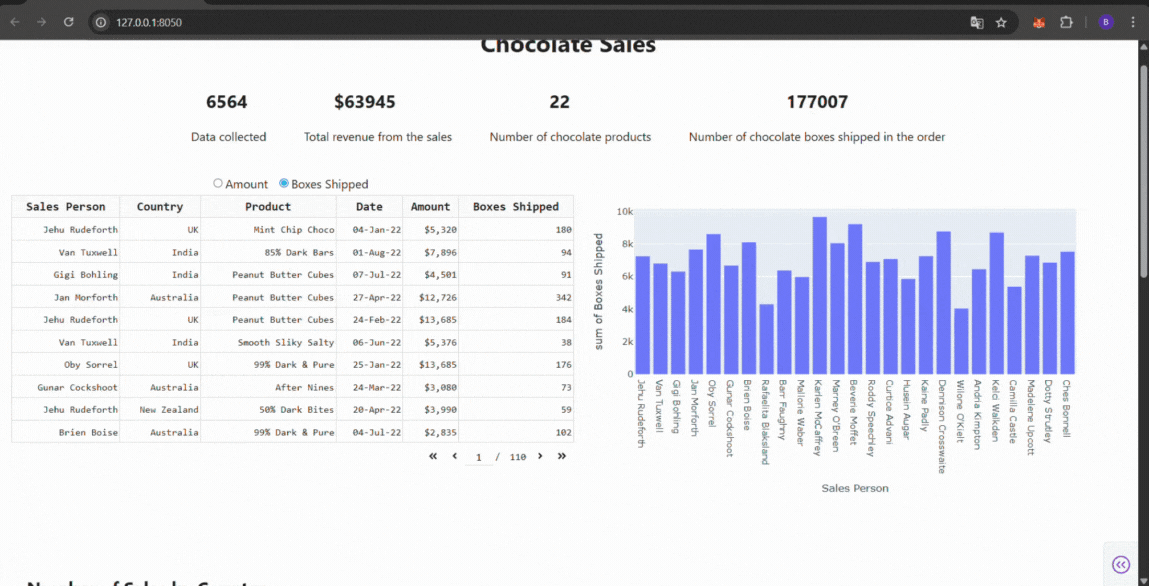 127.0.0.1:8050
B
Chocolate Sales
6564 $63945 22 177007
Data collected Total revenue from the sales Number of chocolate products Number of chocolate boxes shipped in the order
Amount Boxes Shipped
Sales Person Country Product Date Amount Boxes Shipped
Jehu Rudeforth UK Mint Chip Choco 04-Jan-22 $5,320 180
Van Tuxwell India 85% Dark Bars 01-Aug-22 $7,896 94
Gigi Bohling India Peanut Butter Cubes 07-Jul-22 $4,501 91
Jan Morforth Australia Peanut Butter Cubes 27-Apr-22 $12,726 342
Jehu Rudeforth UK Peanut Butter Cubes 24-Feb-22 $13,685 184
Van Tuxwell India Smooth Sliky Salty 06-Jun-22 $5,376 38
Oby Sorrel UK 99% Dark & Pure 25-Jan-22 $13,685 176
Gunar Cockshoot Australia After Nines 24-Mar-22 $3,080 73
Jehu Rudeforth New Zealand 50% Dark Bites 20-Apr-22 $3,990 59
Brien Boise Australia 99% Dark & Pure 04-Jul-22 $2,835 102
1 / 110
sum of Boxes Shipped
10k
8k
6k
4k
2k
0
Jehu Rudeforth
Van Tuxwell
Gigi Bohling
Jan Morforth
Oby Sorrel
Gunar Cockshoot
Brien Boise
Rafaelita Blaksland
Barr Faughny
Mallorie Waber
Karlen McCaffrey
Marney O'Breen
Beverie Moffet
Roddy Speechley
Curtice Advani
Husein Augar
Kaine Padly
Dennison Crosswaite
Wilone O'Kielt
Andria Kimpton
Kelci Walkden
Camilla Castle
Madelene Upcott
Dotty Strutley
Ches Bonnell
Sales Person